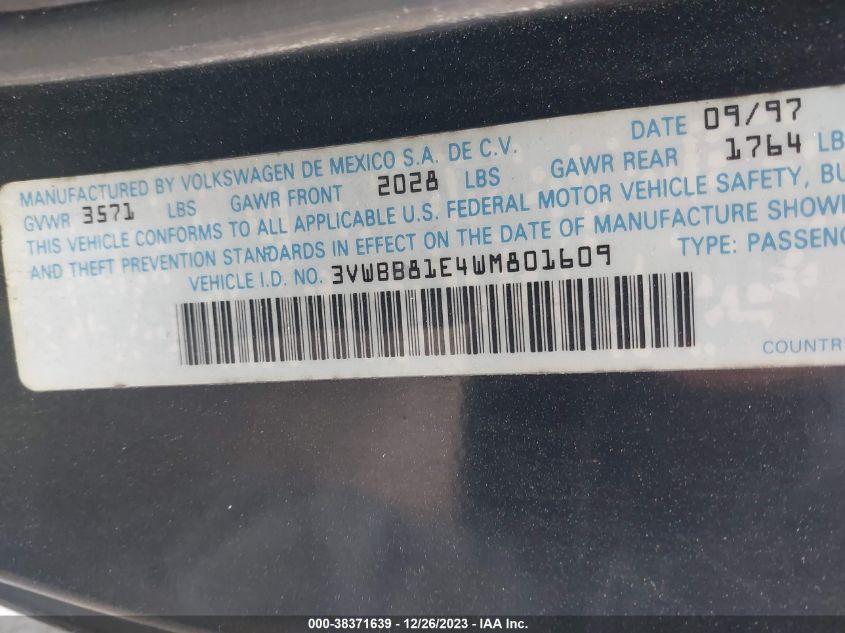 MANUFACTURED BY VOLKSWAGEN DE MEXICO S.A. DE C.V. DATE 09/97
GVWR 3571 LBS GAWR FRONT 2028 LBS GAWR REAR 1764 LB
THIS VEHICLE CONFORMS TO ALL APPLICABLE U.S. FEDERAL MOTOR VEHICLE SAFETY, BU
AND THEFT PREVENTION STANDARDS IN EFFECT ON THE DATE OF MANUFACTURE SHOW
VEHICLE I.D. NO. 3VWBB81E4WM801609 TYPE: PASSENG
COUNTR
000-38371639 - 12/26/2023 - IAA Inc.